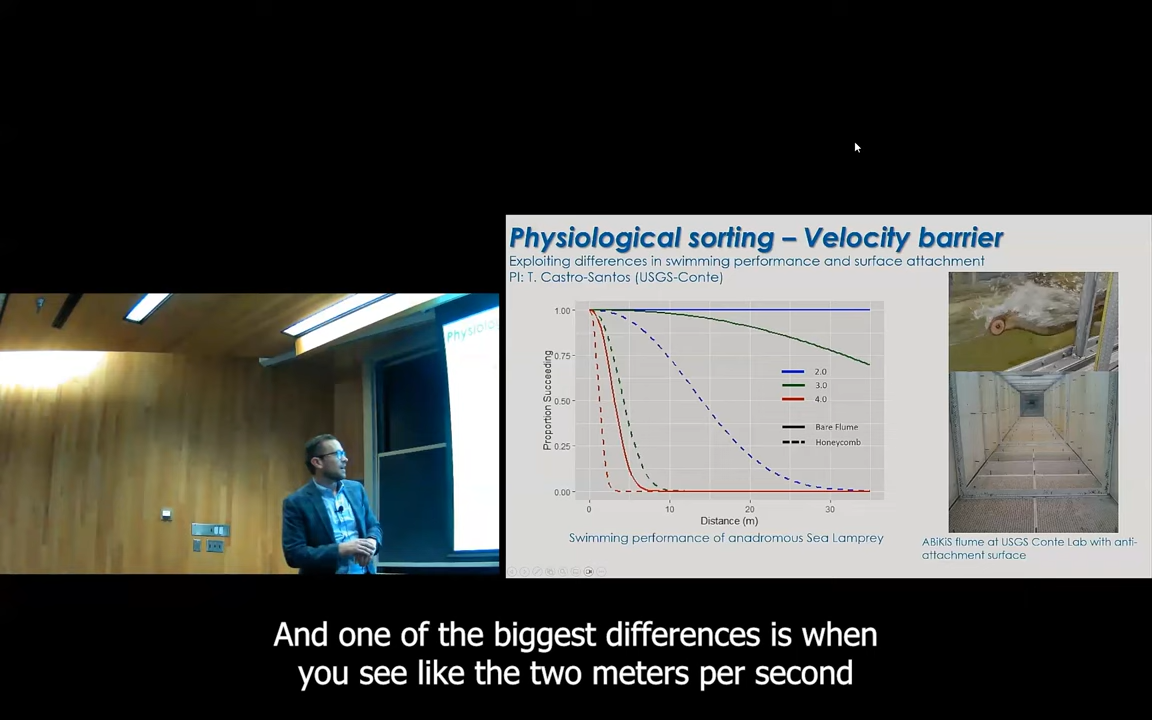 Physiological sorting – Velocity barrier
Exploiting differences in swimming performance and surface attachment
PI: T. Castro-Santos (USGS-Conte)
Physiolog
1.00
0.75
0.50
0.25
0.00
Proportion Succeeding
2.0
3.0
4.0
Bare Flume
Honeycomb
0
10
20
30
Distance (m)
Swimming performance of anadromous Sea Lamprey
ABiKiS flume at USGS Conte Lab with anti-
attachment surface
And one of the biggest differences is when
you see like the two meters per second